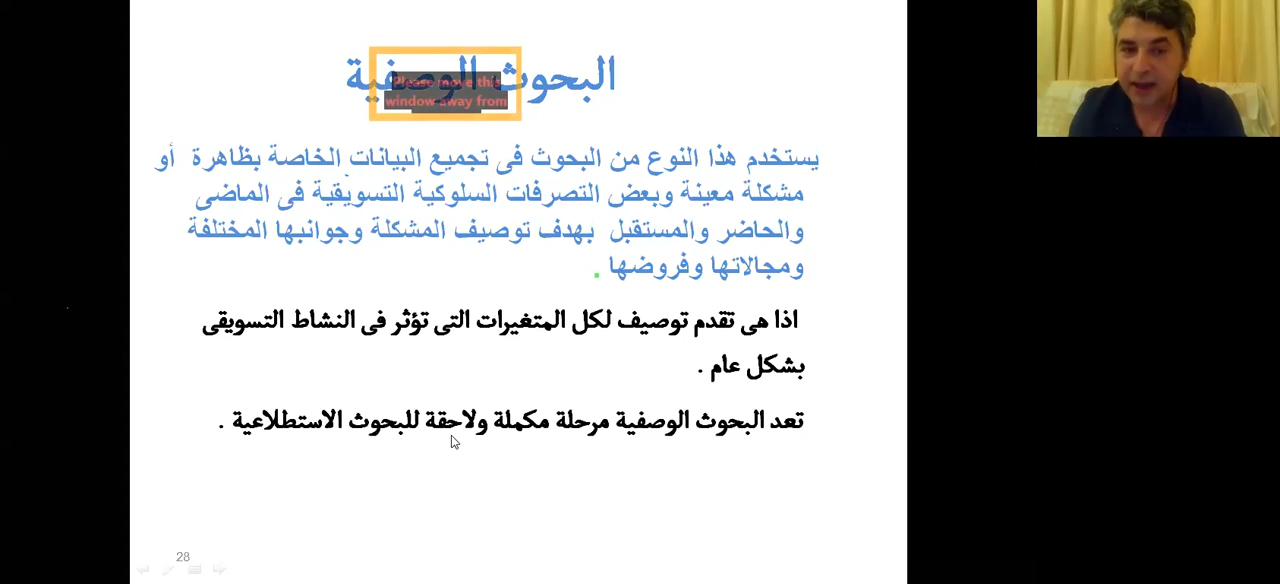 البحوث الوصفية
Please move this
window away from
يستخدم هذا النوع من البحوث فى تجميع البيانات الخاصة بظاهرة أو
مشكلة معينة وبعض التصرفات السلوكية التسويقية فى الماضى
والحاضر والمستقبل بهدف توصيف المشكلة وجوانبها المختلفة
ومجالاتها وفروضها .
اذا هى تقدم توصيف لكل المتغيرات التى تؤثر فى النشاط التسويقى
بشكل عام .
تعد البحوث الوصفية مرحلة مكملة ولاحقة للبحوث الاستطلاعية .
28